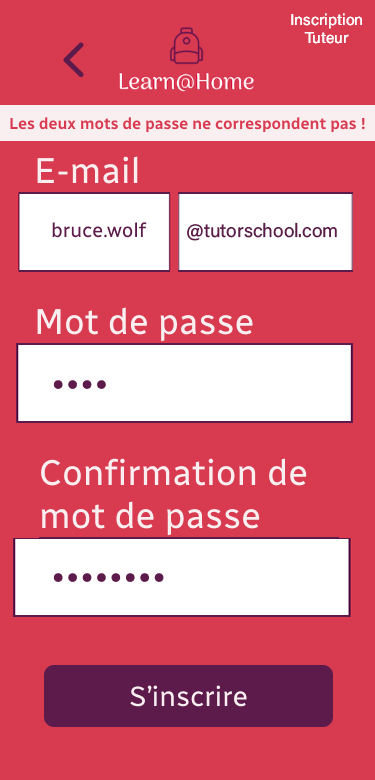 Inscription
Tuteur
Learn@Home
Les deux mots de passe ne correspondent pas !
E-mail
bruce.wolf @tutorschool.com
Mot de passe
••••
Confirmation de
mot de passe
••••••••
S’inscrire